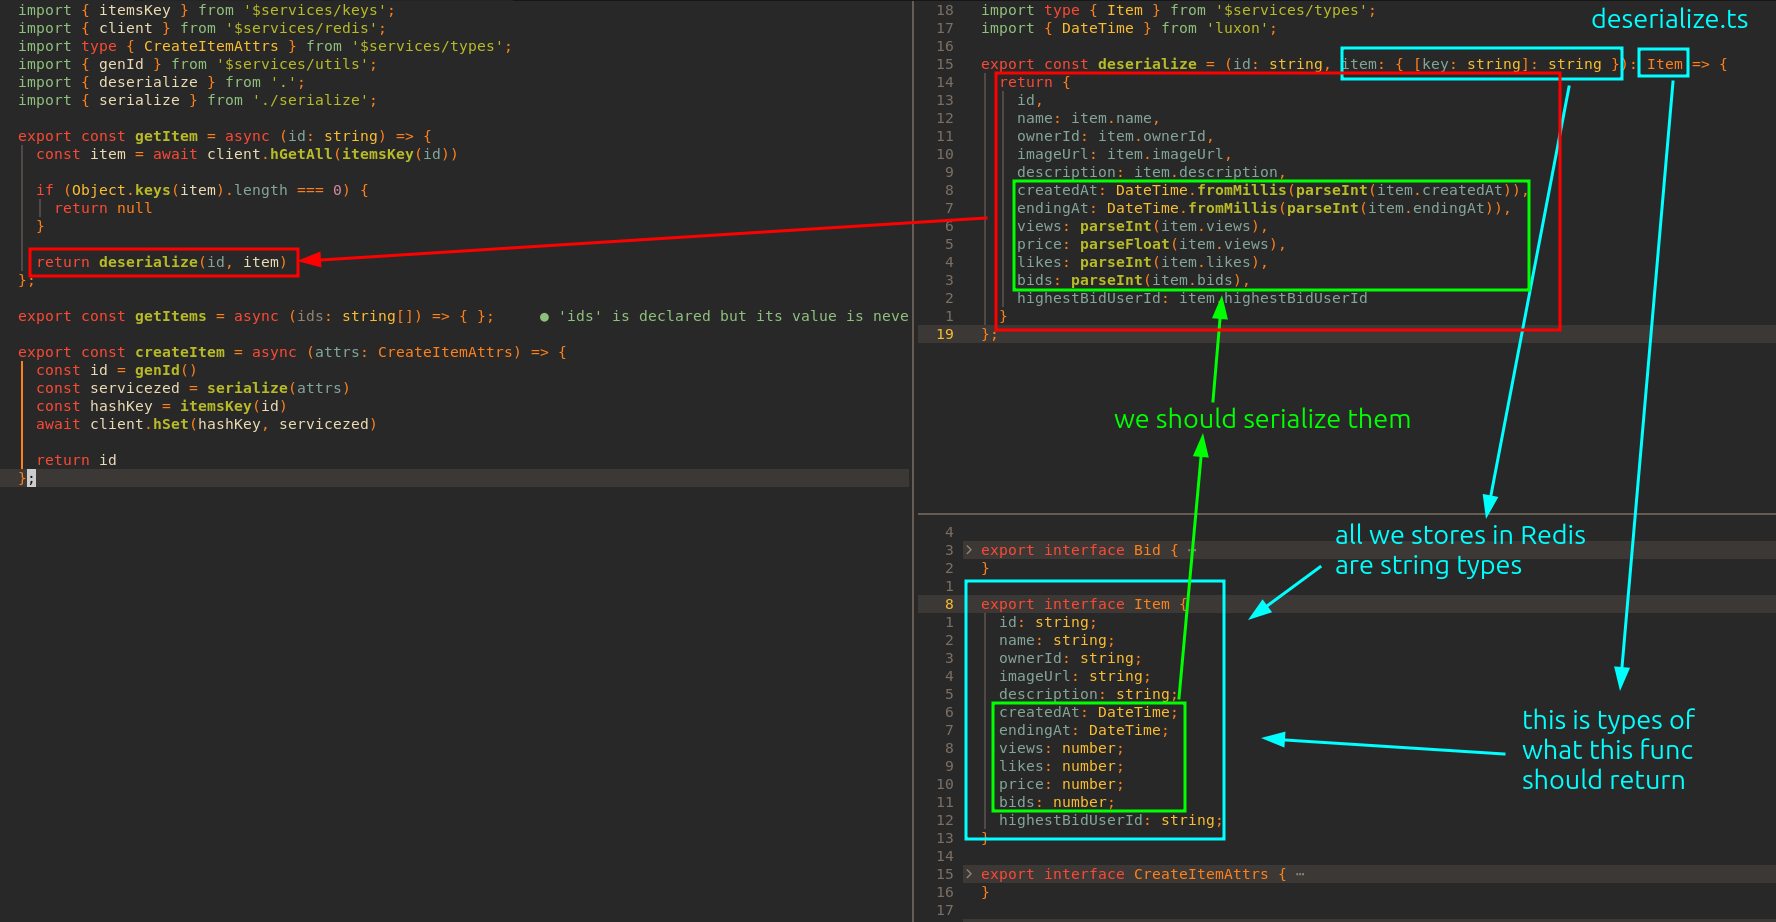 import { itemsKey } from '$services/keys';
import { client } from '$services/redis';
import type { CreateItemAttrs } from '$services/types';
import { genId } from '$services/utils';
import { deserialize } from '.';
import { serialize } from './serialize';
export const getItem = async (id: string) => {
const item = await client.hGetAll(itemsKey(id))
if (Object.keys(item).length === 0) {
return null
}
return deserialize(id, item)
};
export const getItems = async (ids: string[]) => { }; ● 'ids' is declared but its value is neve
export const createItem = async (attrs: CreateItemAttrs) => {
const id = genId()
const servicezed = serialize(attrs)
const hashKey = itemsKey(id)
await client.hSet(hashKey, servicezed)
return id
};
deserialize.ts
18 import type { Item } from '$services/types';
17 import { DateTime } from 'luxon';
16
15 export const deserialize = (id: string, item: { [key: string]: string }): Item => {
14 return {
13 id,
12 name: item.name,
11 ownerId: item.ownerId,
10 imageUrl: item.imageUrl,
9 description: item.description,
8 createdAt: DateTime.fromMillis(parseInt(item.createdAt)),
7 endingAt: DateTime.fromMillis(parseInt(item.endingAt)),
6 views: parseInt(item.views),
5 price: parseFloat(item.views),
4 likes: parseInt(item.likes),
3 bids: parseInt(item.bids),
2 highestBidUserId: item.highestBidUserId
1 }
19 };
we should serialize them
all we stores in Redis
are string types
this is types of
what this func
should return
4
3 > export interface Bid { ⋯
2 }
1
8 export interface Item {
1 id: string;
2 name: string;
3 ownerId: string;
4 imageUrl: string;
5 description: string;
6 createdAt: DateTime;
7 endingAt: DateTime;
8 views: number;
9 likes: number;
10 price: number;
11 bids: number;
12 highestBidUserId: string;
13 }
14
15 > export interface CreateItemAttrs { ⋯
16 }
17